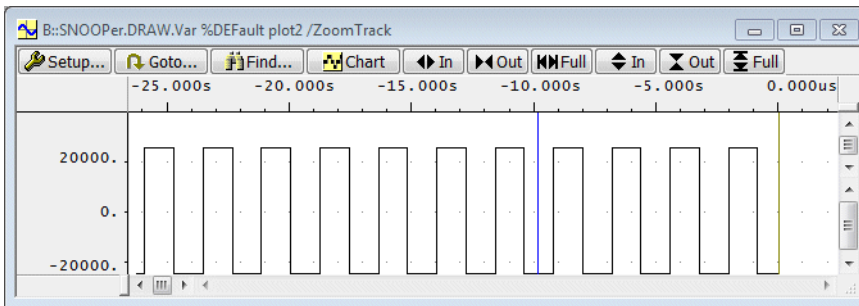 B::SNOOPer.DRAW.Var %DEFault plot2 /ZoomTrack
Setup... Goto... Find... Chart In Out Full In Out Full
-25.000s -20.000s -15.000s -10.000s -5.000s 0.000us
20000.
0.
-20000.